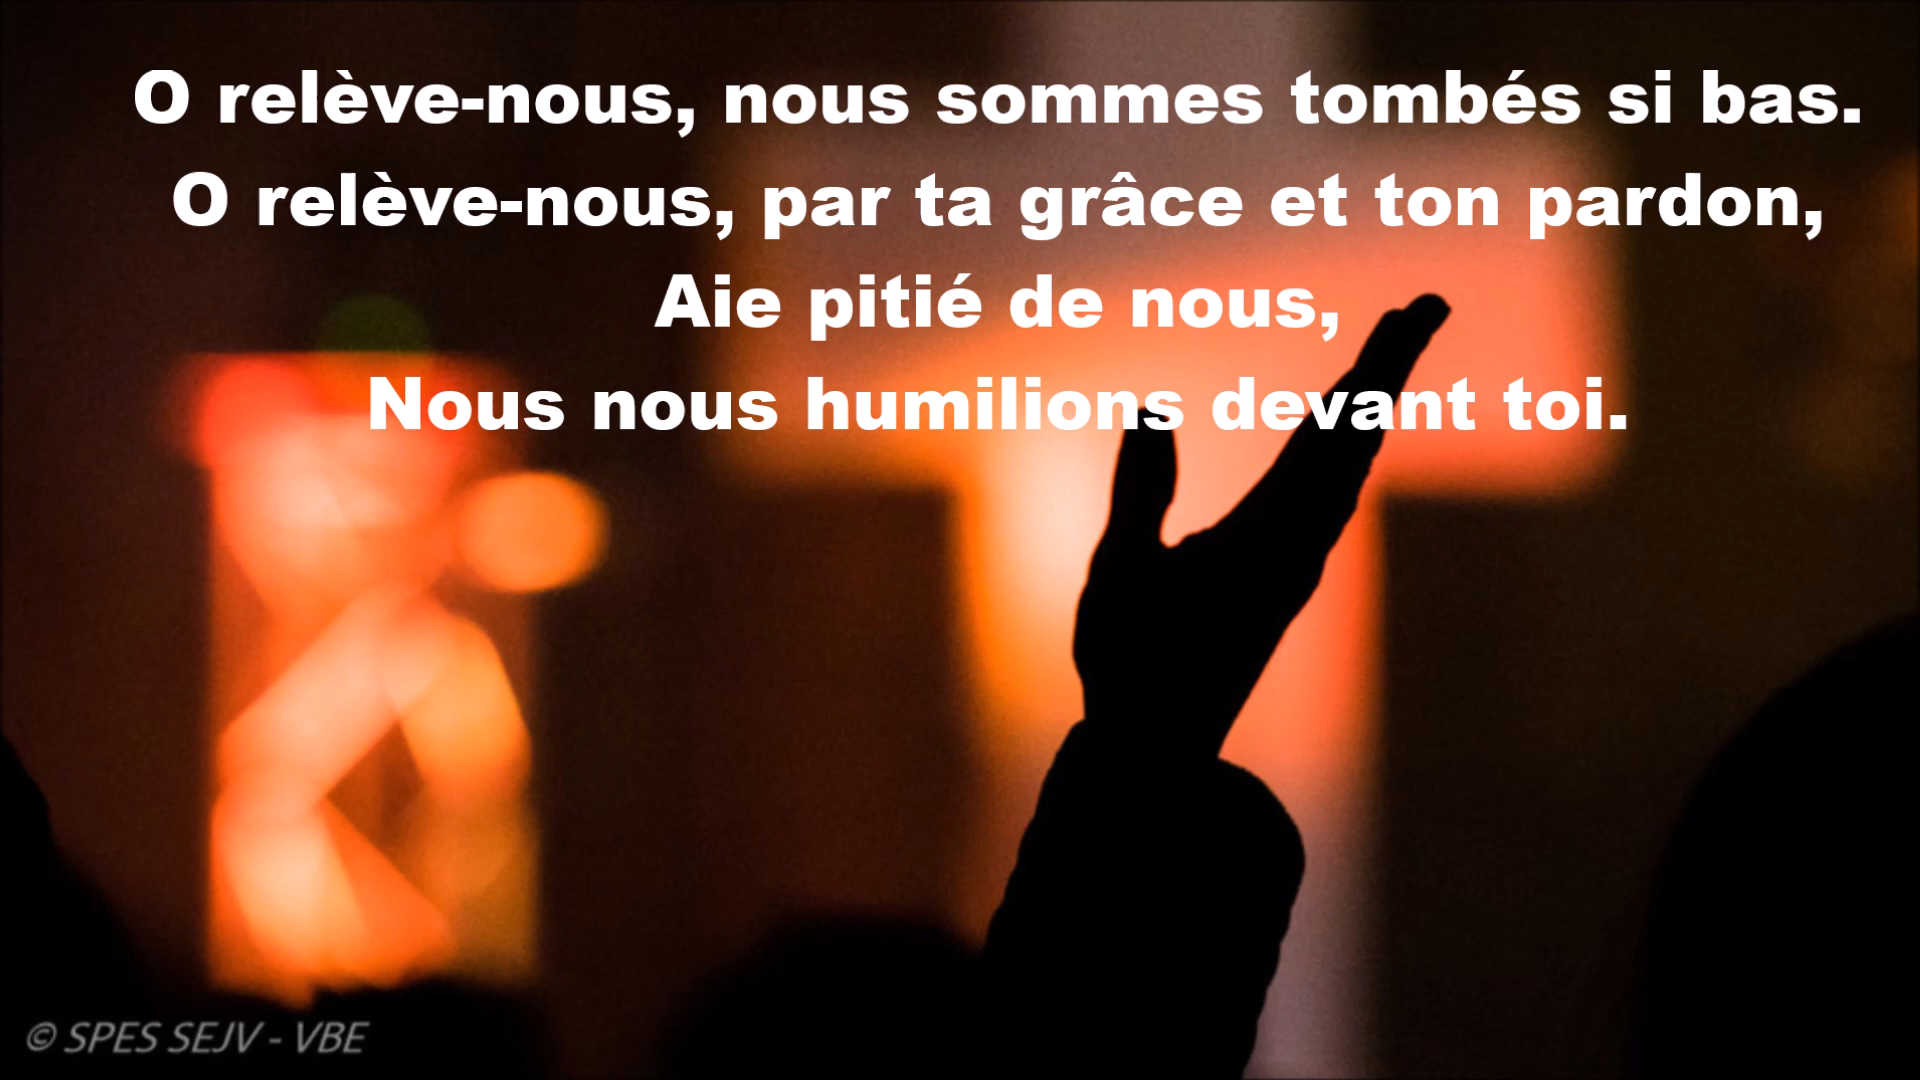 O relève-nous, nous sommes tombés si bas.
O relève-nous, par ta grâce et ton pardon,
Aie pitié de nous,
Nous nous humilions devant toi.
© SPES SEJV - VBE